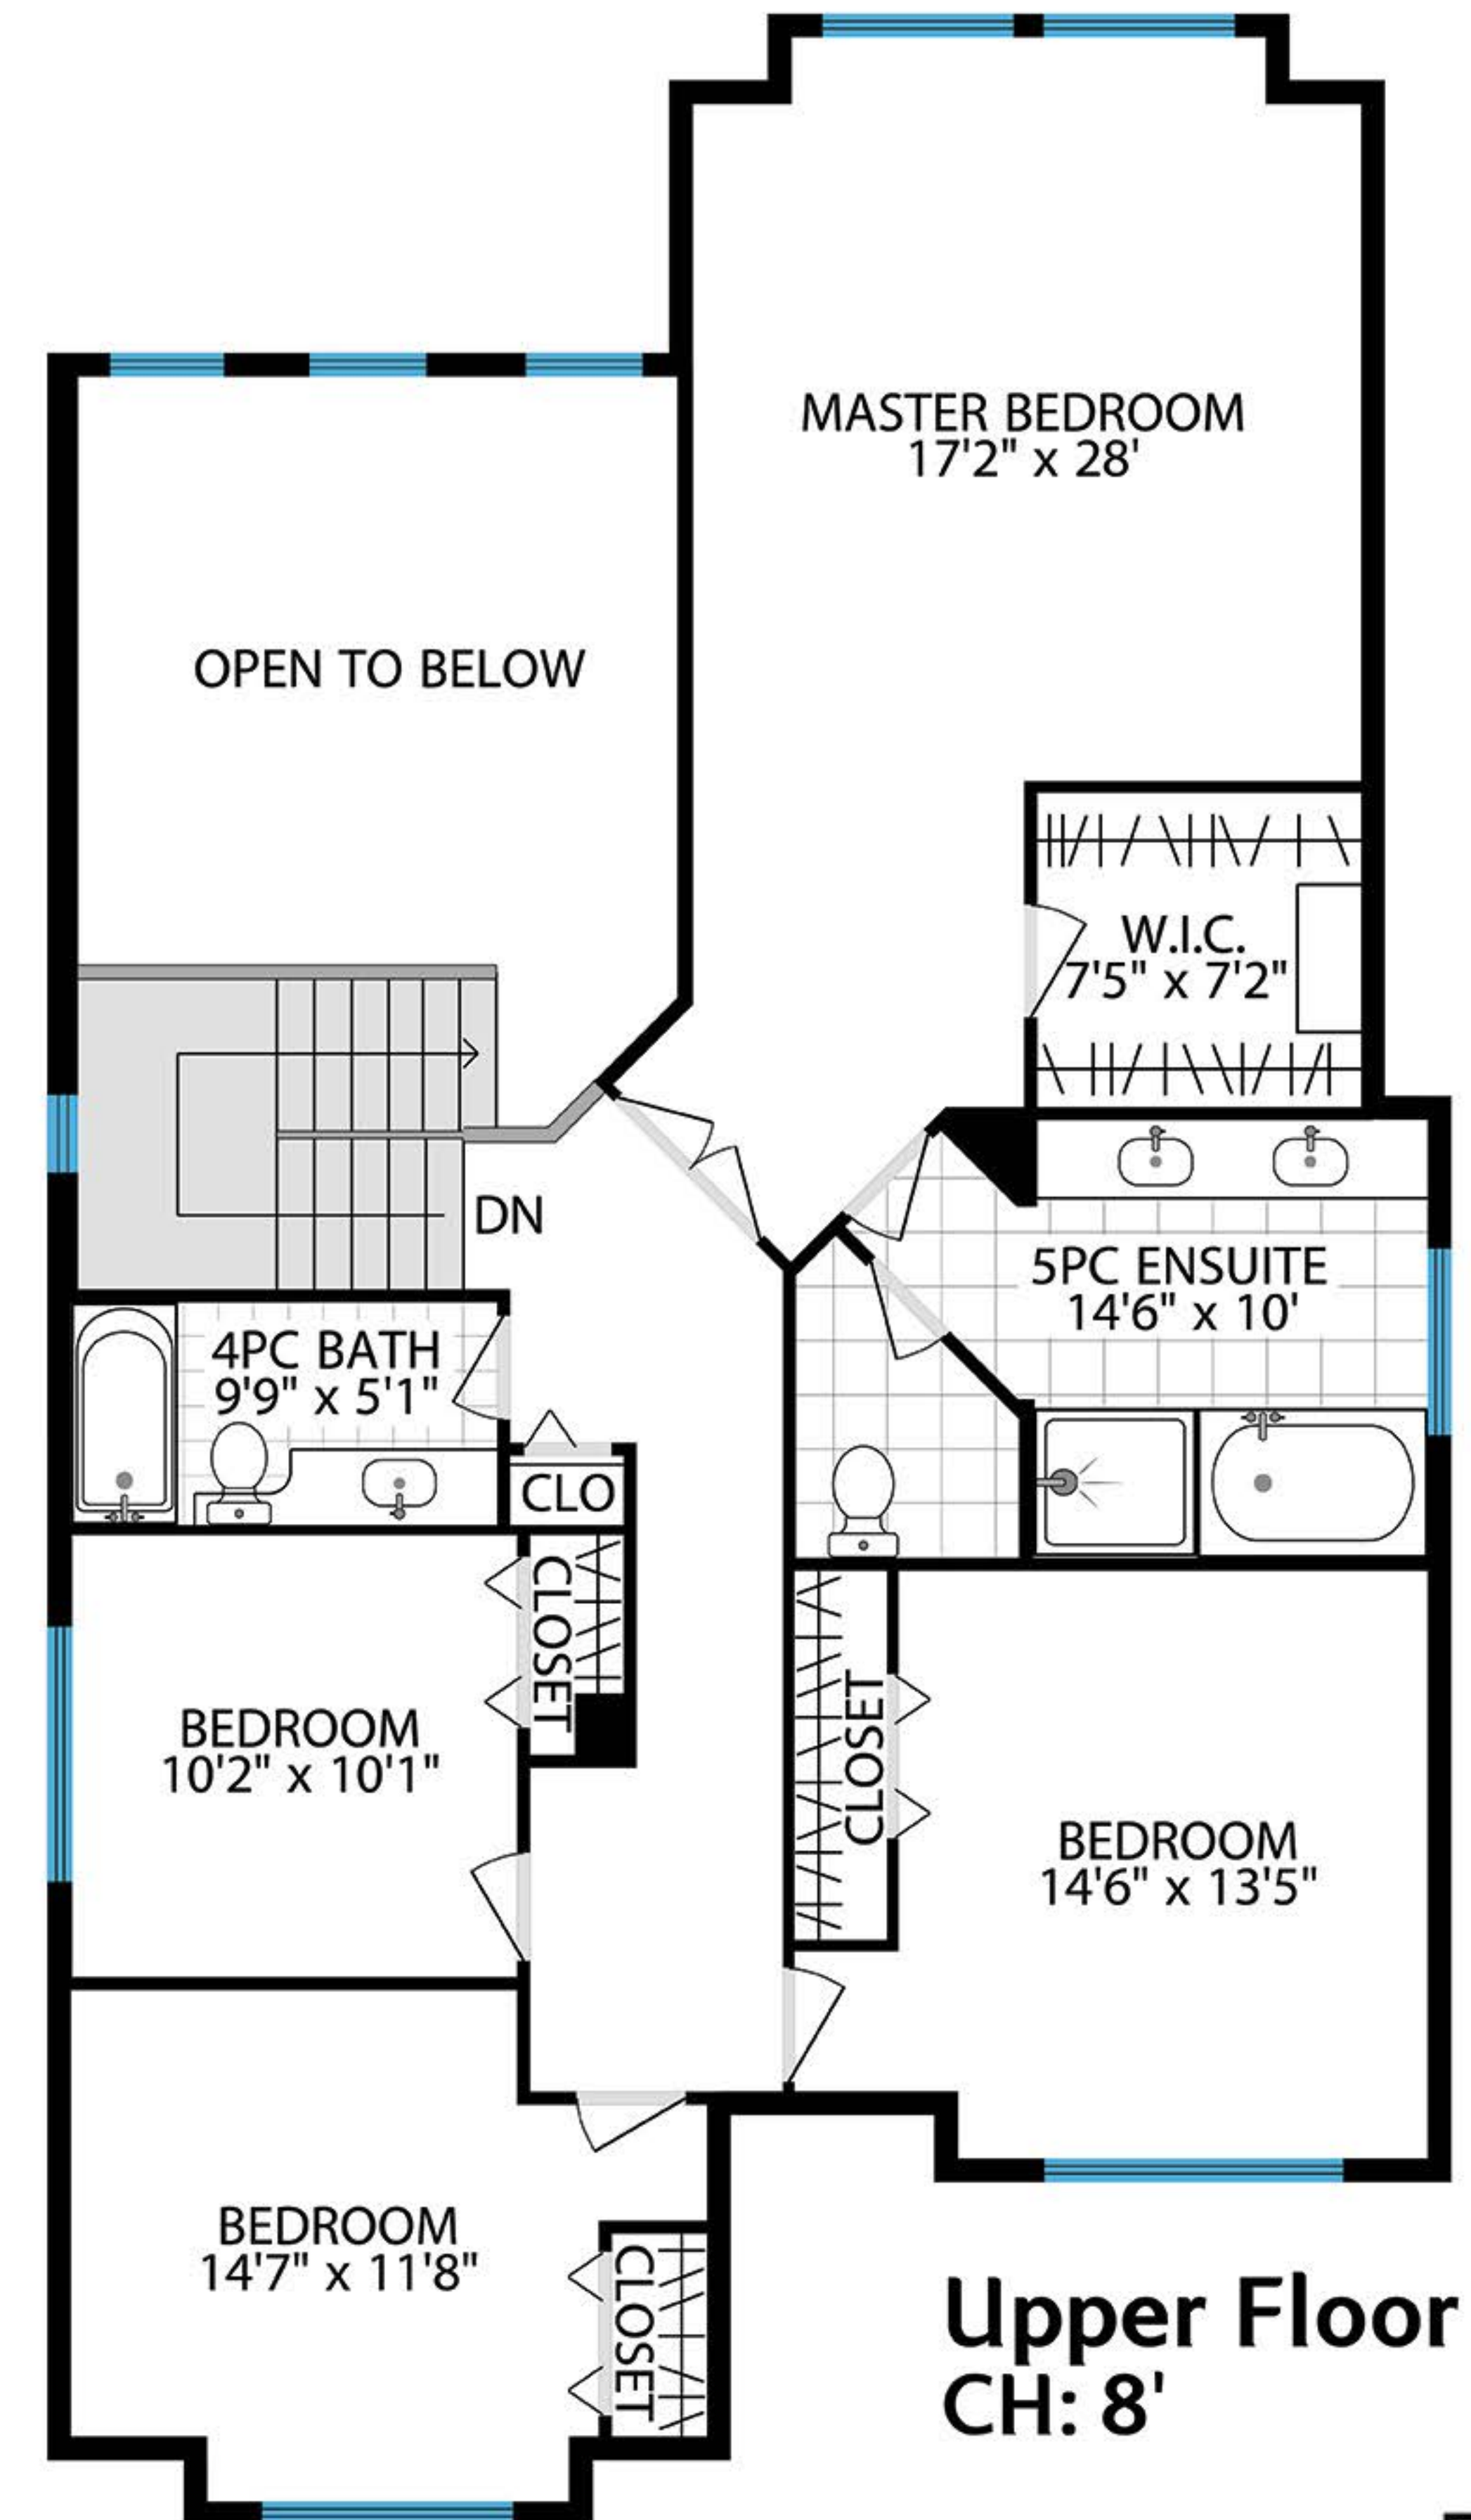 MASTER BEDROOM
17'2" x 28'
OPEN TO BELOW
W.I.C.
7'5" x 7'2"
DN
5PC ENSUITE
14'6" x 10'
4PC BATH
9'9" x 5'1"
CLO
CLOSET
BEDROOM
10'2" x 10'1"
CLOSET
BEDROOM
14'6" x 13'5"
BEDROOM
14'7" x 11'8"
CLOSET
Upper Floor
CH: 8'